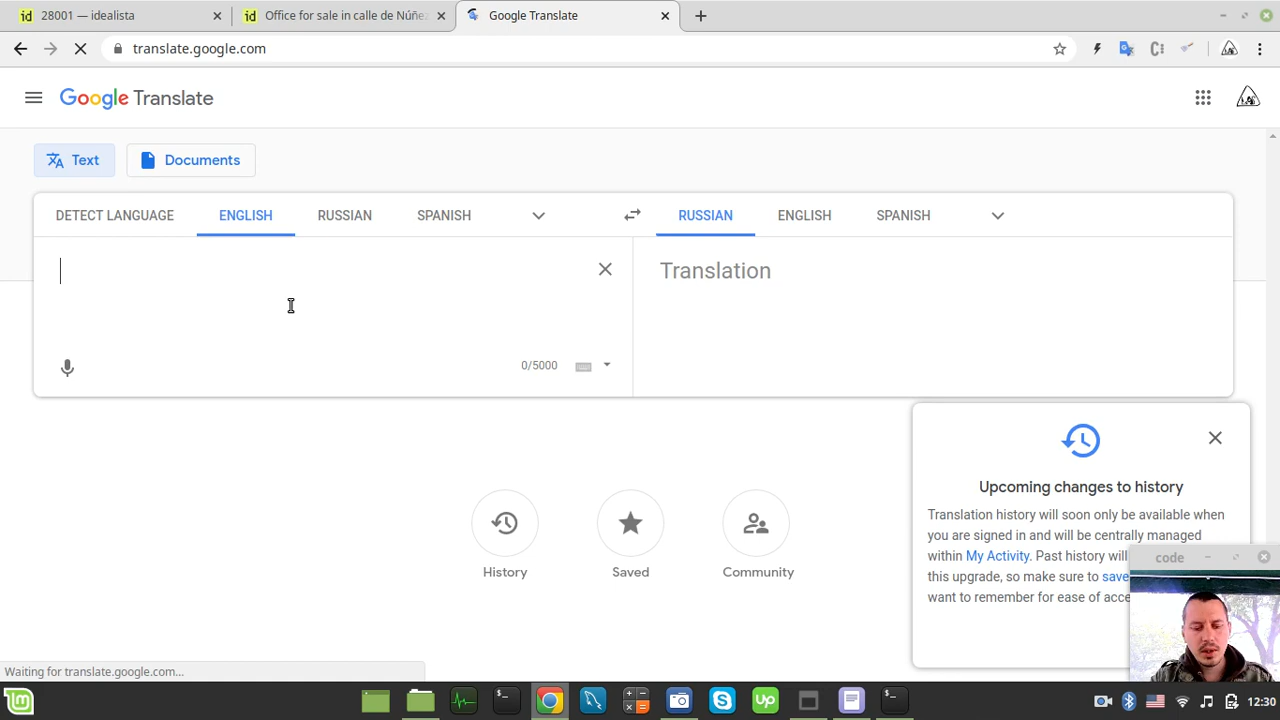 28001 — idealista
Office for sale in calle de Núñez
Google Translate
translate.google.com
Google Translate
Text
Documents
DETECT LANGUAGE
ENGLISH
RUSSIAN
SPANISH
RUSSIAN
ENGLISH
SPANISH
Translation
0/5000
Upcoming changes to history
Translation history will soon only be available when
you are signed in and will be centrally managed
within My Activity. Past history will
this upgrade, so make sure to save
want to remember for ease of acce
History
Saved
Community
code
Waiting for translate.google.com...
12:30